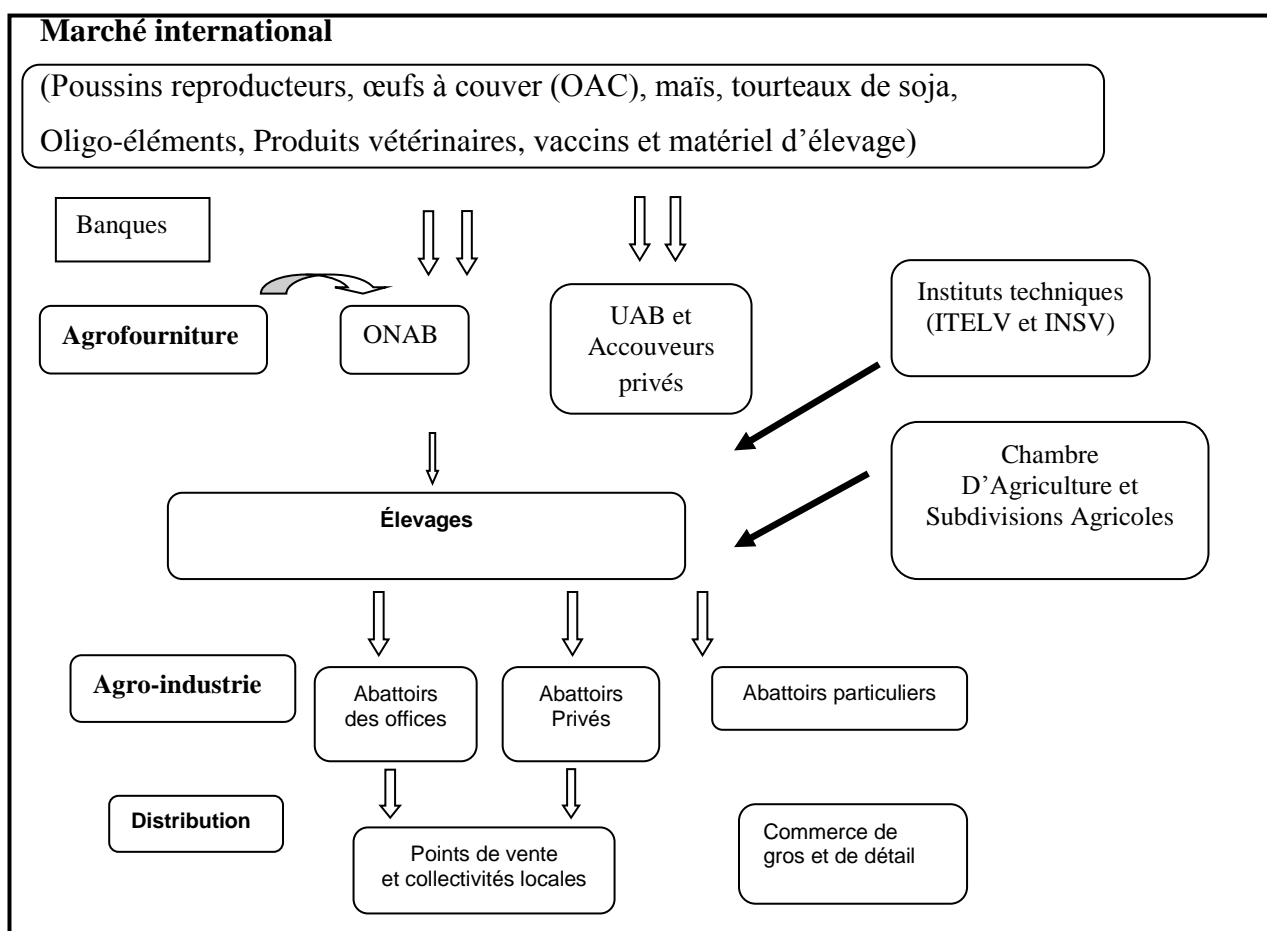 Marché international
(Poussins reproducteurs, œufs à couver (OAC), maïs, tourteaux de soja,
Oligo-éléments, Produits vétérinaires, vaccins et matériel d’élevage)
Banques
Agrofourniture
ONAB
UAB et
Accouveurs
privés
Instituts techniques
(ITELV et INSV)
Chambre
D’Agriculture et
Subdivisions Agricoles
Élevages
Agro-industrie
Abattoirs
des offices
Abattoirs
Privés
Abattoirs particuliers
Distribution
Points de vente
et collectivités locales
Commerce de
gros et de détail